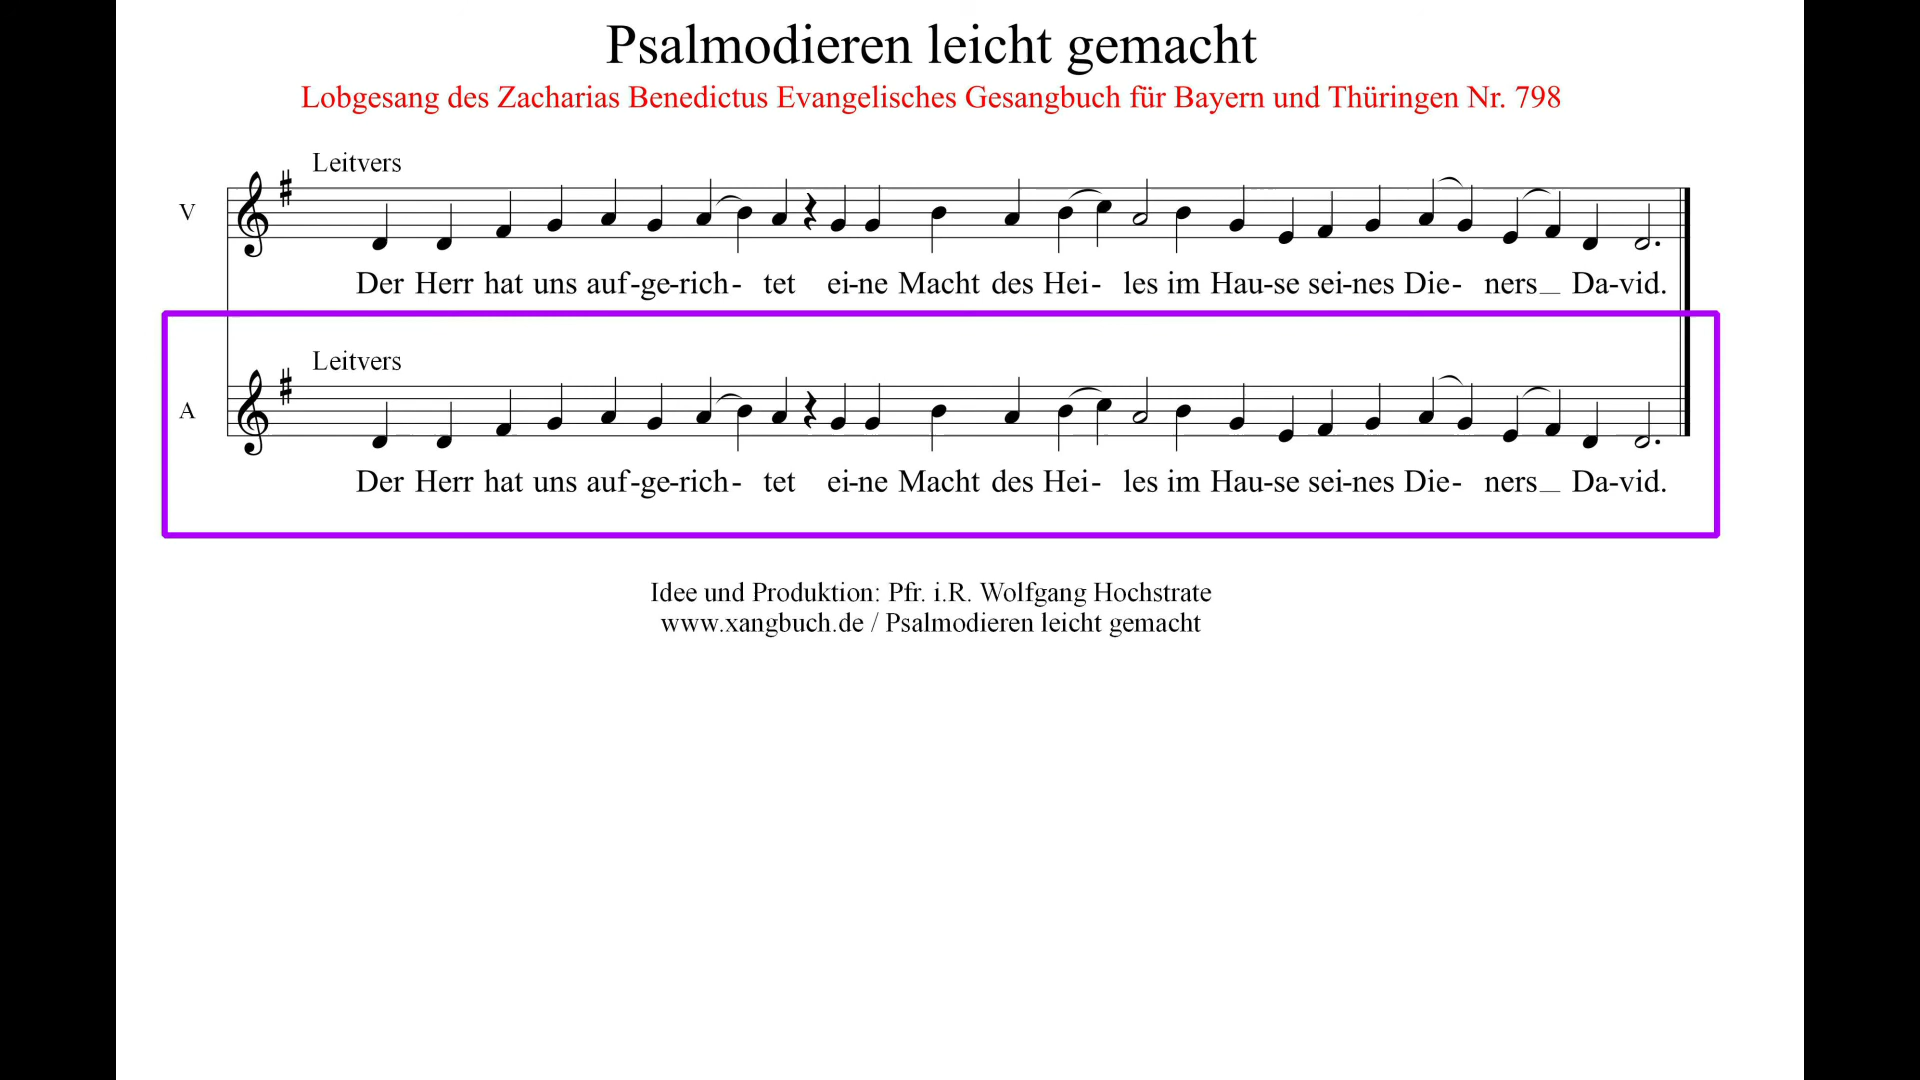 Psalmodieren leicht gemacht
Lobgesang des Zacharias Benedictus Evangelisches Gesangbuch für Bayern und Thüringen Nr. 798
Leitvers
V
Der Herr hat uns auf-ge-rich- tet ei-ne Macht des Hei- les im Hau-se sei-nes Die- ners_ Da-vid.
Leitvers
A
Der Herr hat uns auf-ge-rich- tet ei-ne Macht des Hei- les im Hau-se sei-nes Die- ners_ Da-vid.
Idee und Produktion: Pfr. i.R. Wolfgang Hochstrate
www.xangbuch.de / Psalmodieren leicht gemacht